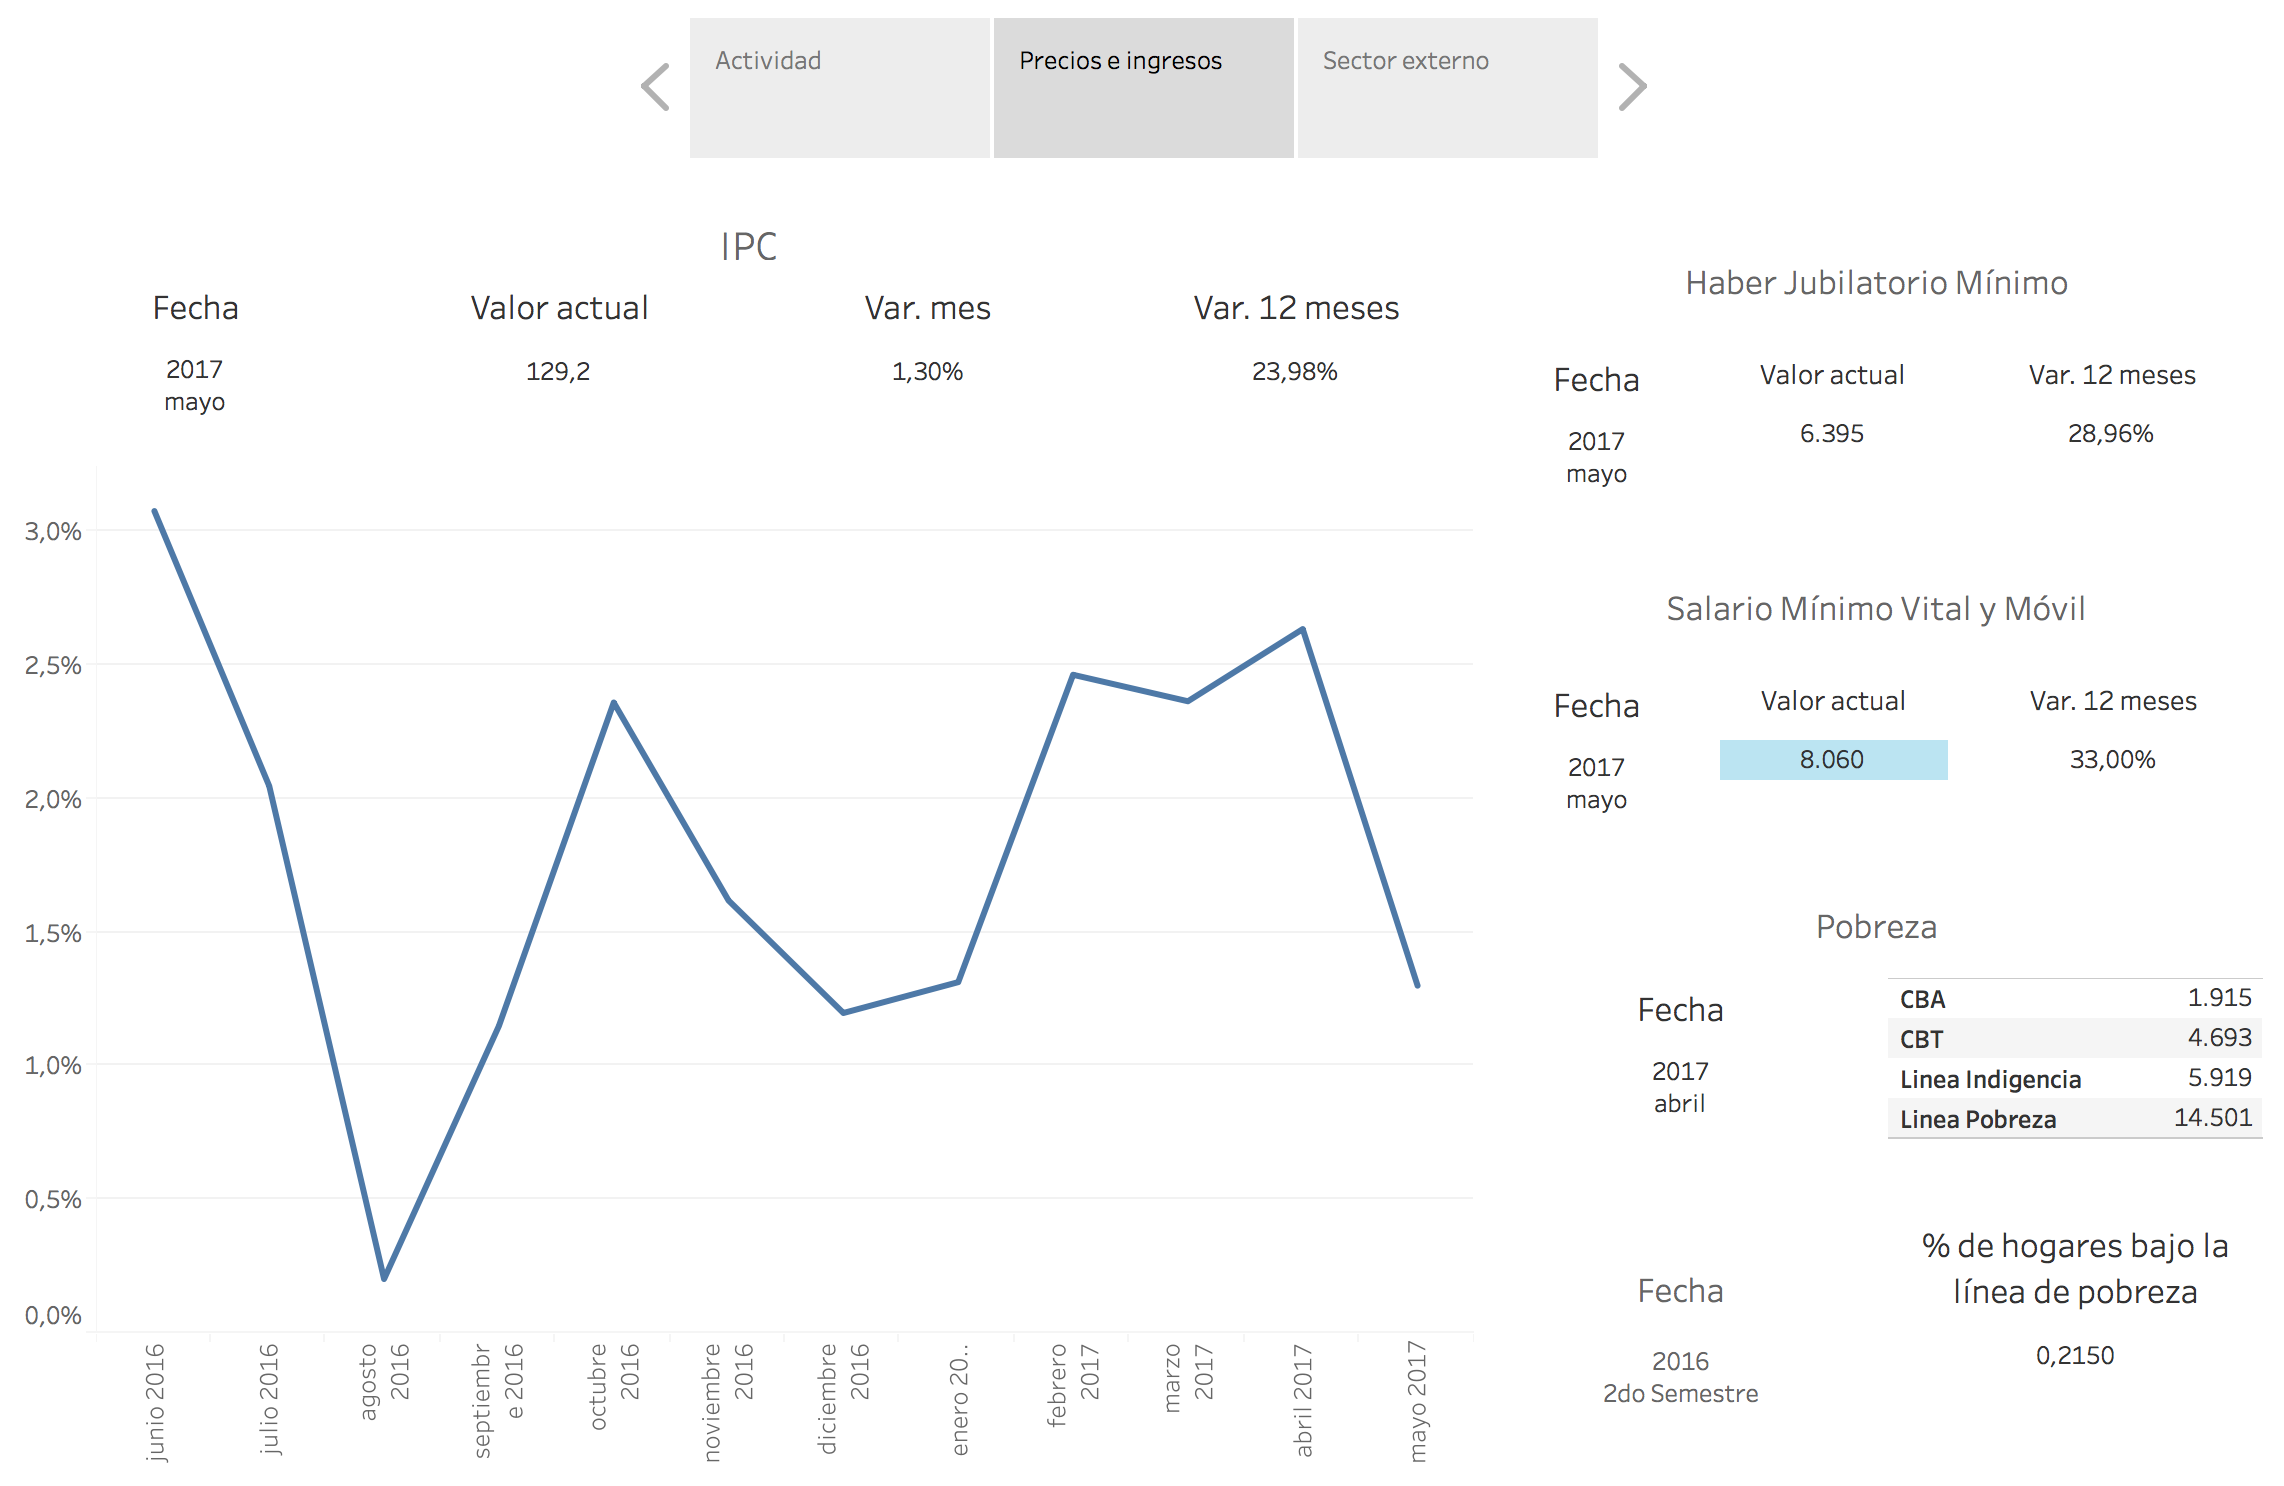 Actividad
Precios e ingresos
Sector externo
IPC
Fecha
Valor actual
Var. mes
Var. 12 meses
2017
mayo
129,2
1,30%
23,98%
3,0%
2,5%
2,0%
1,5%
1,0%
0,5%
0,0%
junio 2016
julio 2016
agosto
2016
septiembr
e 2016
octubre
2016
noviembre
2016
diciembre
2016
enero 20..
febrero
2017
marzo
2017
abril 2017
mayo 2017
Haber Jubilatorio Mínimo
Fecha
Valor actual
Var. 12 meses
2017
mayo
6.395
28,96%
Salario Mínimo Vital y Móvil
Fecha
Valor actual
Var. 12 meses
2017
mayo
8.060
33,00%
Pobreza
Fecha
2017
abril
CBA 1.915
CBT 4.693
Linea Indigencia 5.919
Linea Pobreza 14.501
Fecha
2016
2do Semestre
% de hogares bajo la
línea de pobreza
0,2150